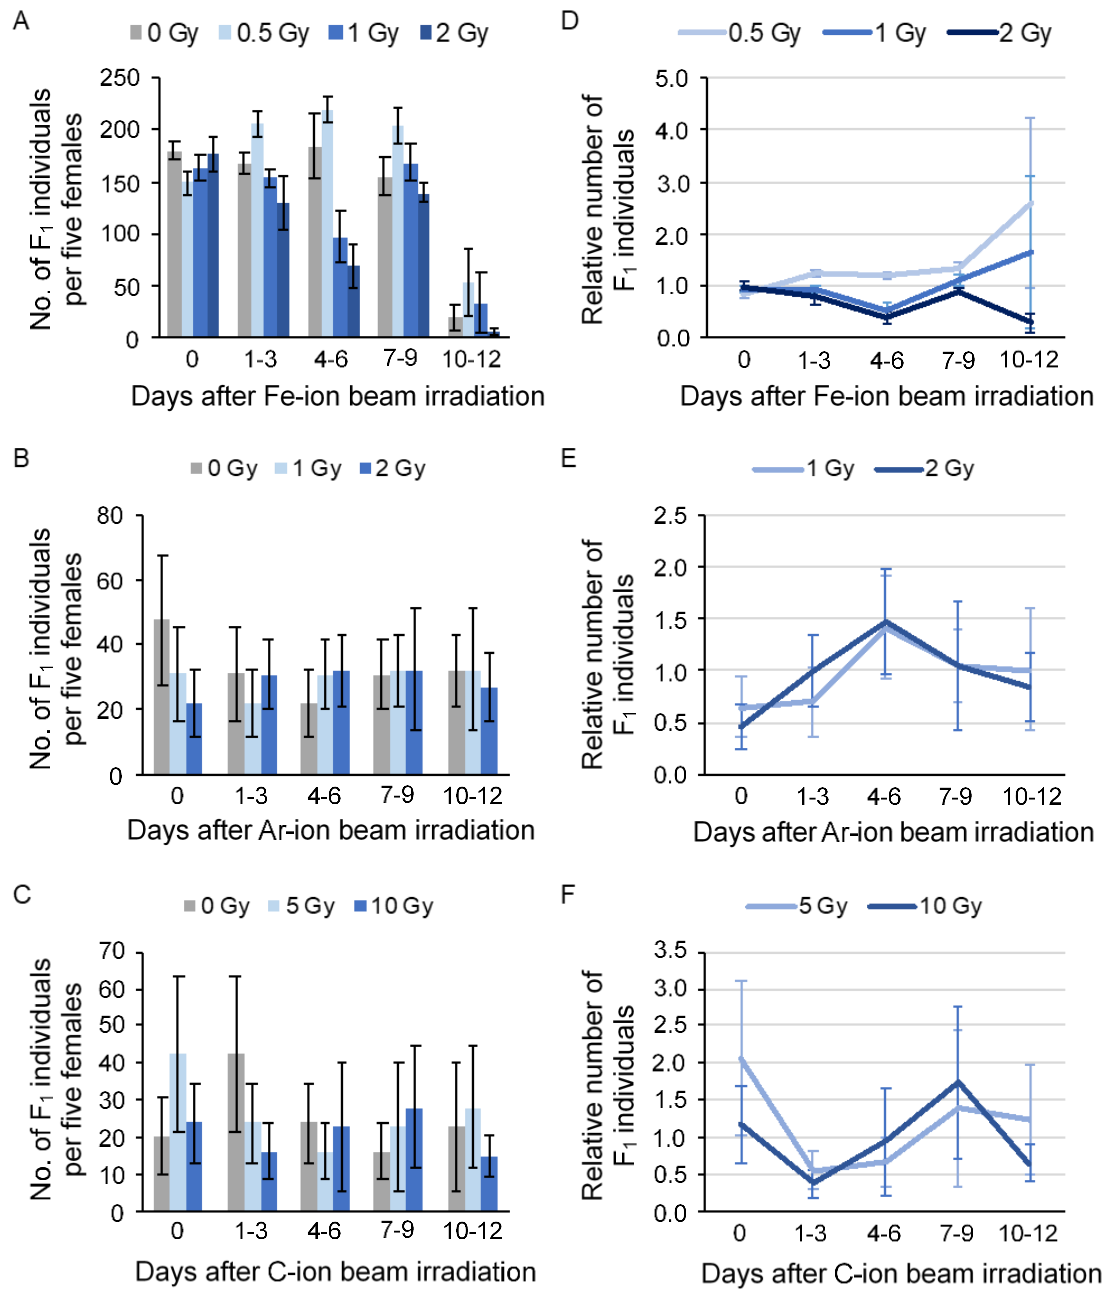 A
0 Gy 0.5 Gy 1 Gy 2 Gy
No. of F₁ individuals
per five females
250
200
150
100
50
0
0 1-3 4-6 7-9 10-12
Days after Fe-ion beam irradiation
D
0.5 Gy 1 Gy 2 Gy
Relative number of
F₁ individuals
5.0
4.0
3.0
2.0
1.0
0.0
0 1-3 4-6 7-9 10-12
Days after Fe-ion beam irradiation
B
0 Gy 1 Gy 2 Gy
No. of F₁ individuals
per five females
80
60
40
20
0
0 1-3 4-6 7-9 10-12
Days after Ar-ion beam irradiation
E
1 Gy 2 Gy
Relative number of
F₁ individuals
2.5
2.0
1.5
1.0
0.5
0.0
0 1-3 4-6 7-9 10-12
Days after Ar-ion beam irradiation
C
0 Gy 5 Gy 10 Gy
No. of F₁ individuals
per five females
70
60
50
40
30
20
10
0
0 1-3 4-6 7-9 10-12
Days after C-ion beam irradiation
F
5 Gy 10 Gy
Relative number of
F₁ individuals
3.5
3.0
2.5
2.0
1.5
1.0
0.5
0.0
0 1-3 4-6 7-9 10-12
Days after C-ion beam irradiation